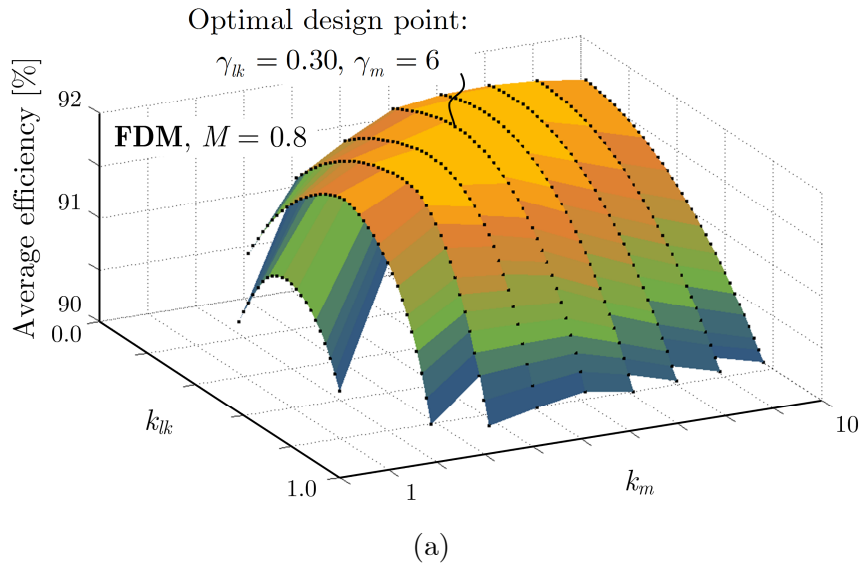 Optimal design point:
γ_lk = 0.30, γ_m = 6
Average efficiency [%]
92
91
90
FDM, M = 0.8
0.0
k_lk
1.0
1
k_m
10
(a)